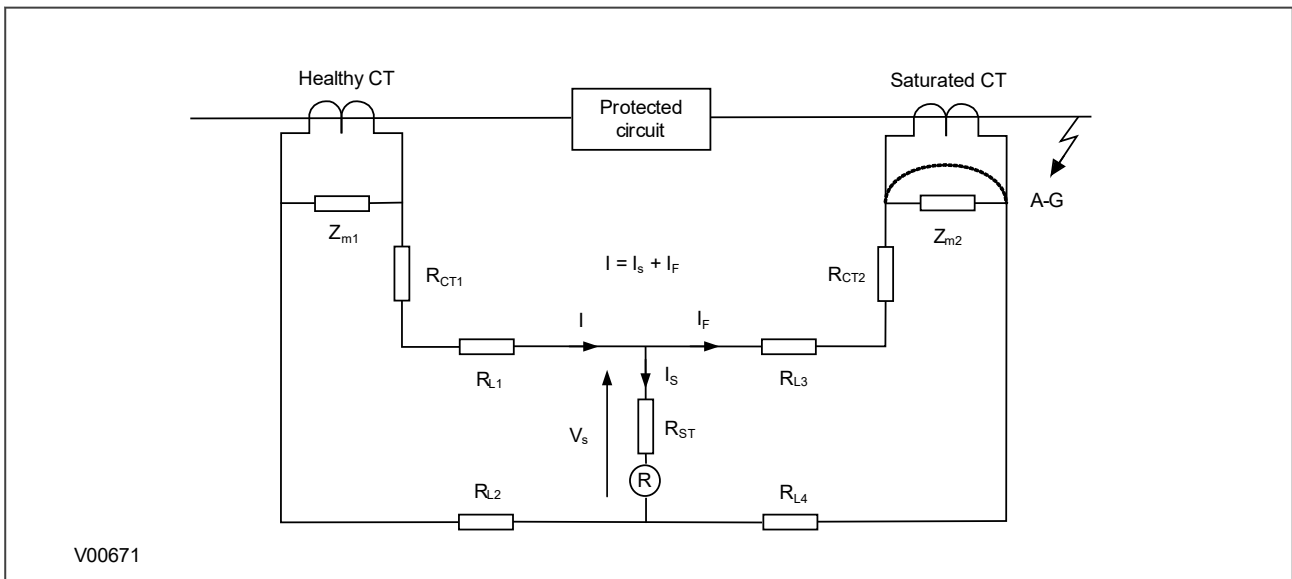 Healthy CT
Saturated CT
Protected
circuit
A-G
Zm1
Zm2
RCT1
I = Is + IF
RCT2
I
IF
RL1
RL3
IS
Vs
RST
R
RL2
RL4
V00671